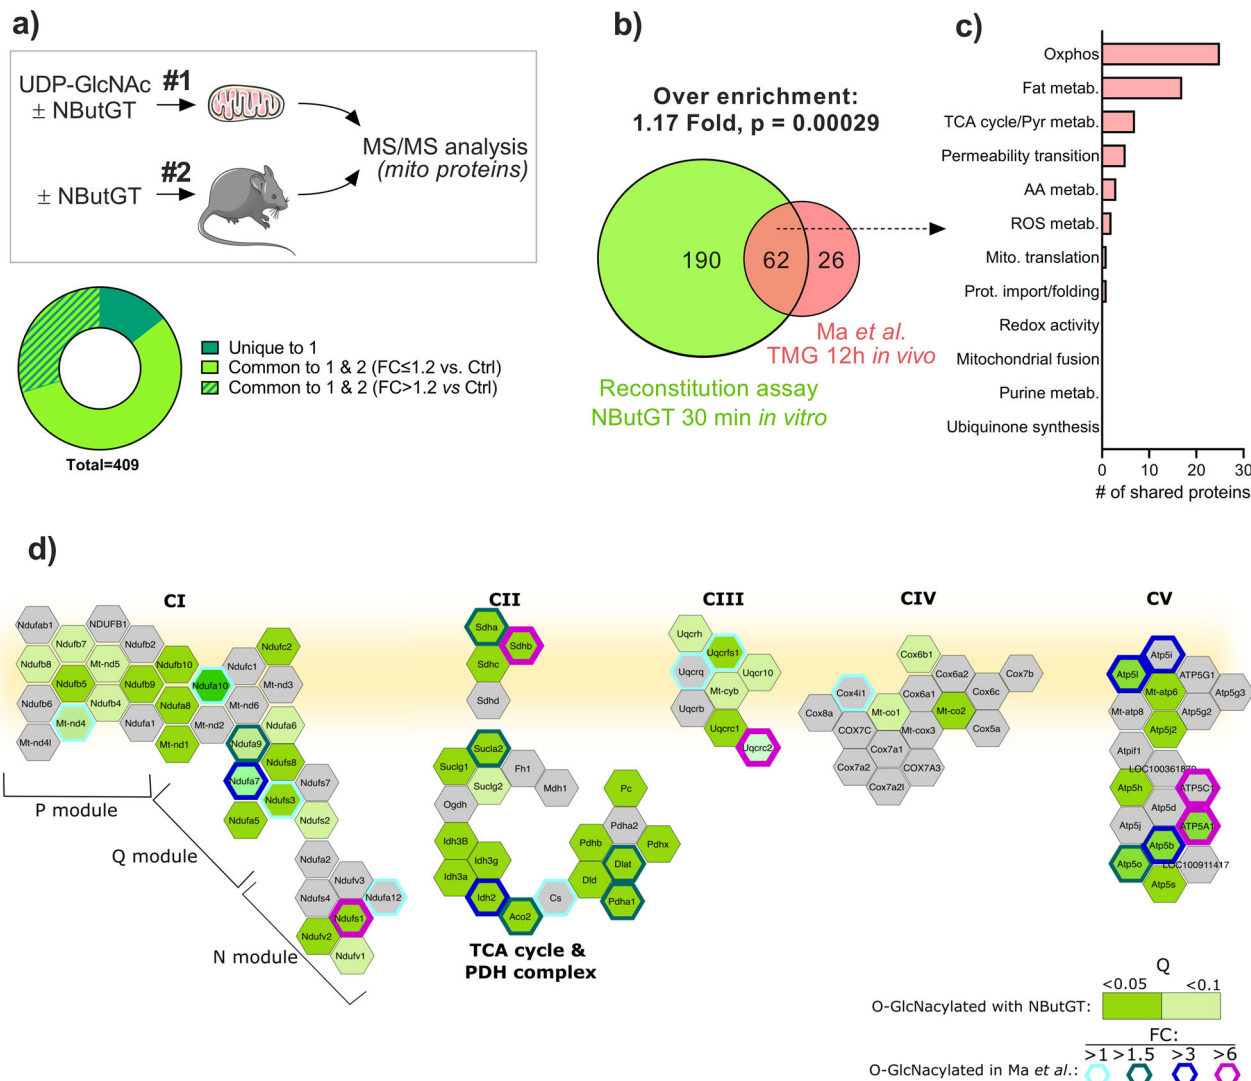 a)
UDP-GlcNAc
± NButGT
#1
#2
± NButGT
MS/MS analysis
(mito proteins)
Unique to 1
Common to 1 & 2 (FC≤1.2 vs. Ctrl)
Common to 1 & 2 (FC>1.2 vs Ctrl)
Total=409
b)
Over enrichment:
1.17 Fold, p = 0.00029
190
62
26
Ma et al.
TMG 12h in vivo
Reconstitution assay
NButGT 30 min in vitro
c)
Oxphos
Fat metab.
TCA cycle/Pyr metab.
Permeability transition
AA metab.
ROS metab.
Mito. translation
Prot. import/folding
Redox activity
Mitochondrial fusion
Purine metab.
Ubiquinone synthesis
0 10 20 30
# of shared proteins
d)
CI
Ndufab1
NDUFB1
Ndufb7
Ndufb2
Ndufc2
Ndufb8
Mt-nd5
Ndufb10
Ndufc1
Ndufb5
Ndufb9
Ndufa10
Mt-nd3
Ndufb6
Ndufb4
Ndufa8
Mt-nd6
Mt-nd4
Ndufa1
Mt-nd2
Ndufa6
Mt-nd4l
Mt-nd1
Ndufa9
Ndufs8
Ndufa7
Ndufs7
Ndufs3
Ndufa5
Ndufs2
Ndufa2
Ndufv3
Ndufs4
Ndufa12
Ndufs1
Ndufv2
Ndufv1
P module
Q module
N module
CII
Sdha
Sdhb
Sdhc
Sdhd
Sucla2
Suclg1
Fh1
Suclg2
Mdh1
Ogdh
Pc
Pdha2
Idh3B
Pdhb
Pdhx
Idh3g
Dlat
Idh3a
Dld
Idh2
Cs
Pdha1
Aco2
TCA cycle &
PDH complex
CIII
Uqcrh
Uqcrfs1
Uqcrq
Uqcr10
Mt-cyb
Uqcrb
Uqcrc1
Uqcrc2
CIV
Cox6b1
Cox6a2
Cox7b
Cox4i1
Cox6a1
Cox6c
Cox8a
Mt-co1
Mt-co2
COX7C
Mt-cox3
Cox5a
Cox7a1
Cox7a2
COX7A3
Cox7a2l
CV
Atp5i
Atp5l
ATP5G1
Mt-atp6
Atp5g3
Mt-atp8
Atp5g2
Atp5j2
Atpif1
Atp5h
ATP5C1
Atp5d
Atp5j
ATP5A1
Atp5b
Atp5o
LOC100911417
Atp5s
Q
<0.05 <0.1
O-GlcNacylated with NButGT:
FC:
>1 >1.5 >3 >6
O-GlcNacylated in Ma et al.: